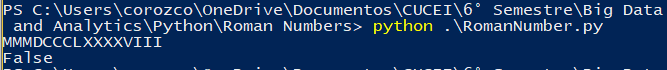 PS C:\Users\corozco\OneDrive\Documentos\CUCEI\6° Semestre\Big Data
and Analytics\Python\Roman Numbers> python .\RomanNumber.py
MMMDCCCLXXXXVIII
False